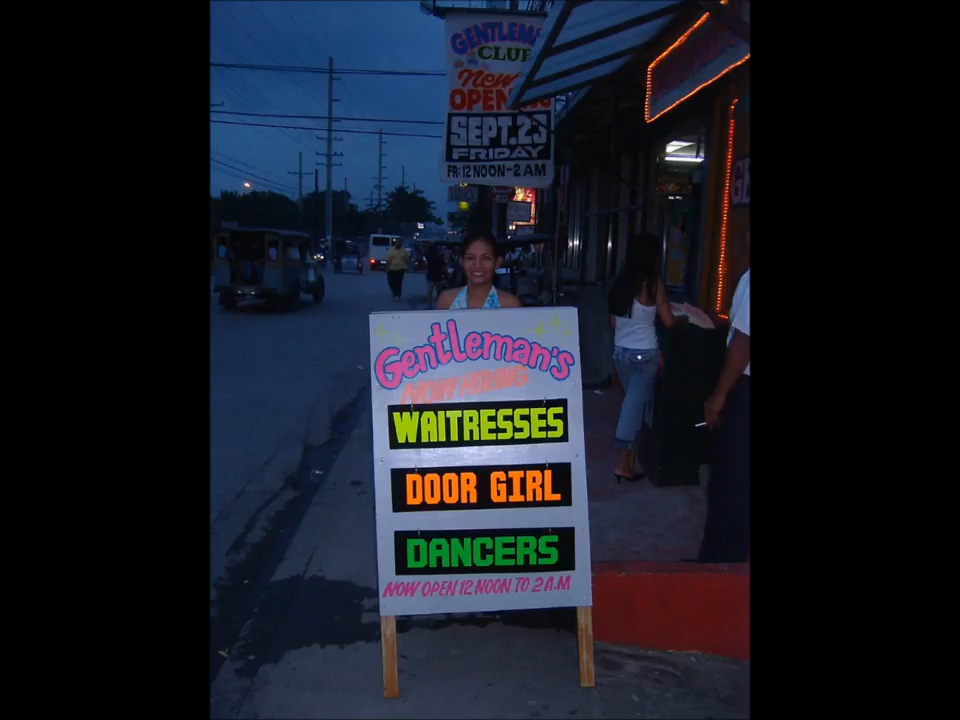 GENTLEM
CLUB
New
OPEN
SEPT. 23
FRIDAY
FR: 12 NOON-2 AM
Gentleman's
NOW HIRING
WAITRESSES
DOOR GIRL
DANCERS
NOW OPEN 12 NOON TO 2 A.M